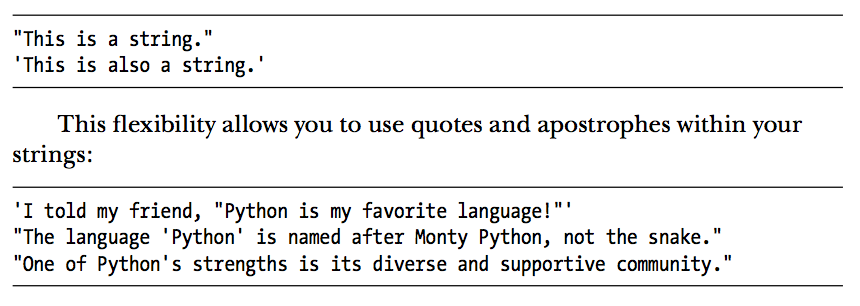 "This is a string."
'This is also a string.'
This flexibility allows you to use quotes and apostrophes within your
strings:
'I told my friend, "Python is my favorite language!"'
"The language 'Python' is named after Monty Python, not the snake."
"One of Python's strengths is its diverse and supportive community."